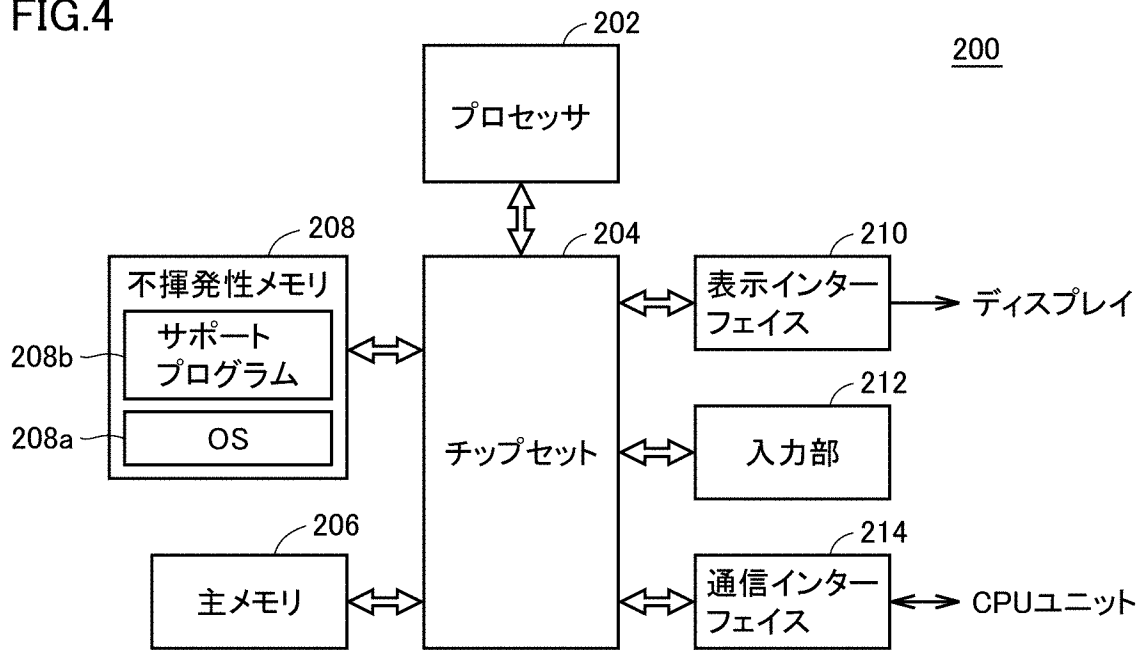 FIG.4
202
200
プロセッサ
208
204
210
不揮発性メモリ
サポート
プログラム
208b
OS
208a
チップセット
表示インター
フェイス
ディスプレイ
212
入力部
206
主メモリ
214
通信インター
フェイス
CPUユニット